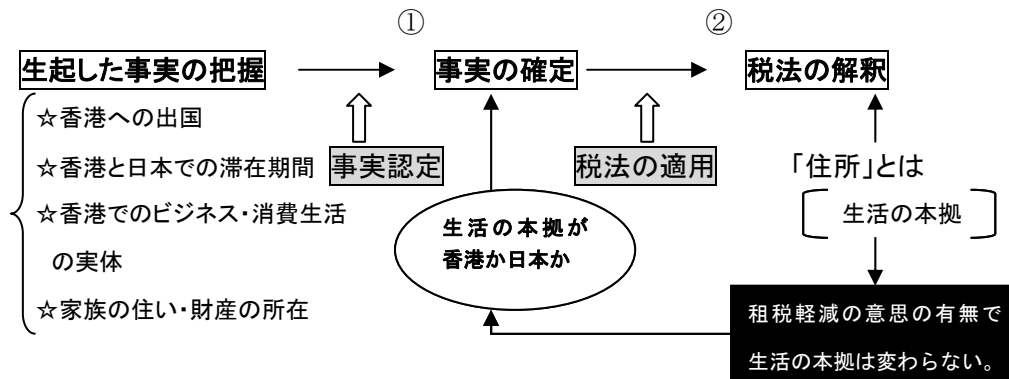 ① ②
生起した事実の把握 事実の確定 税法の解釈
☆香港への出国
☆香港と日本での滞在期間 事実認定 税法の適用 「住所」とは
☆香港でのビジネス・消費生活
の実体
☆家族の住い・財産の所在
生活の本拠が
香港か日本か
生活の本拠
租税軽減の意思の有無で
生活の本拠は変わらない。